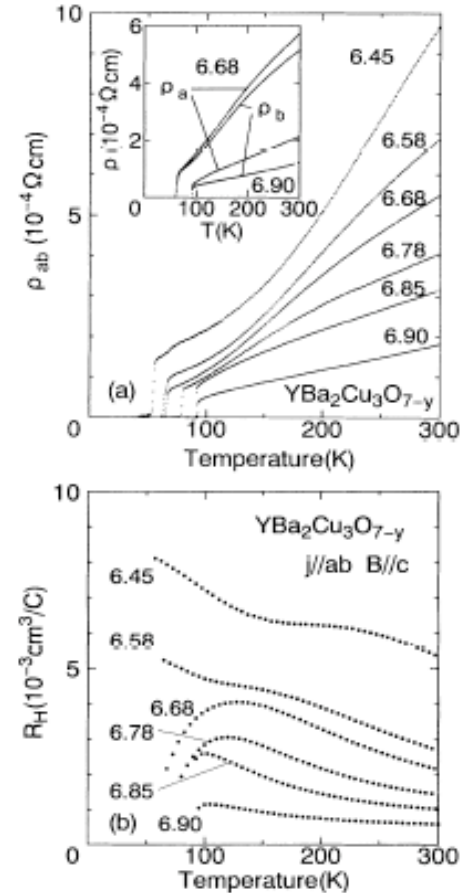 (a)
10
5
0
ρab (10⁻⁴ Ωcm)
6
4
2
0
ρi10⁻⁴ Ωcm)
6.68
ρa
ρb
6.90
100 200 300
T(K)
6.45
6.58
6.68
6.78
6.85
6.90
(a)
YBa₂Cu₃O₇₋y
0 100 200 300
Temperature(K)
(b)
10
5
0
RH(10⁻³cm³/C)
YBa₂Cu₃O₇₋y
j//ab B//c
6.45
6.58
6.68
6.78
6.85
6.90
(b)
0 100 200 300
Temperature(K)